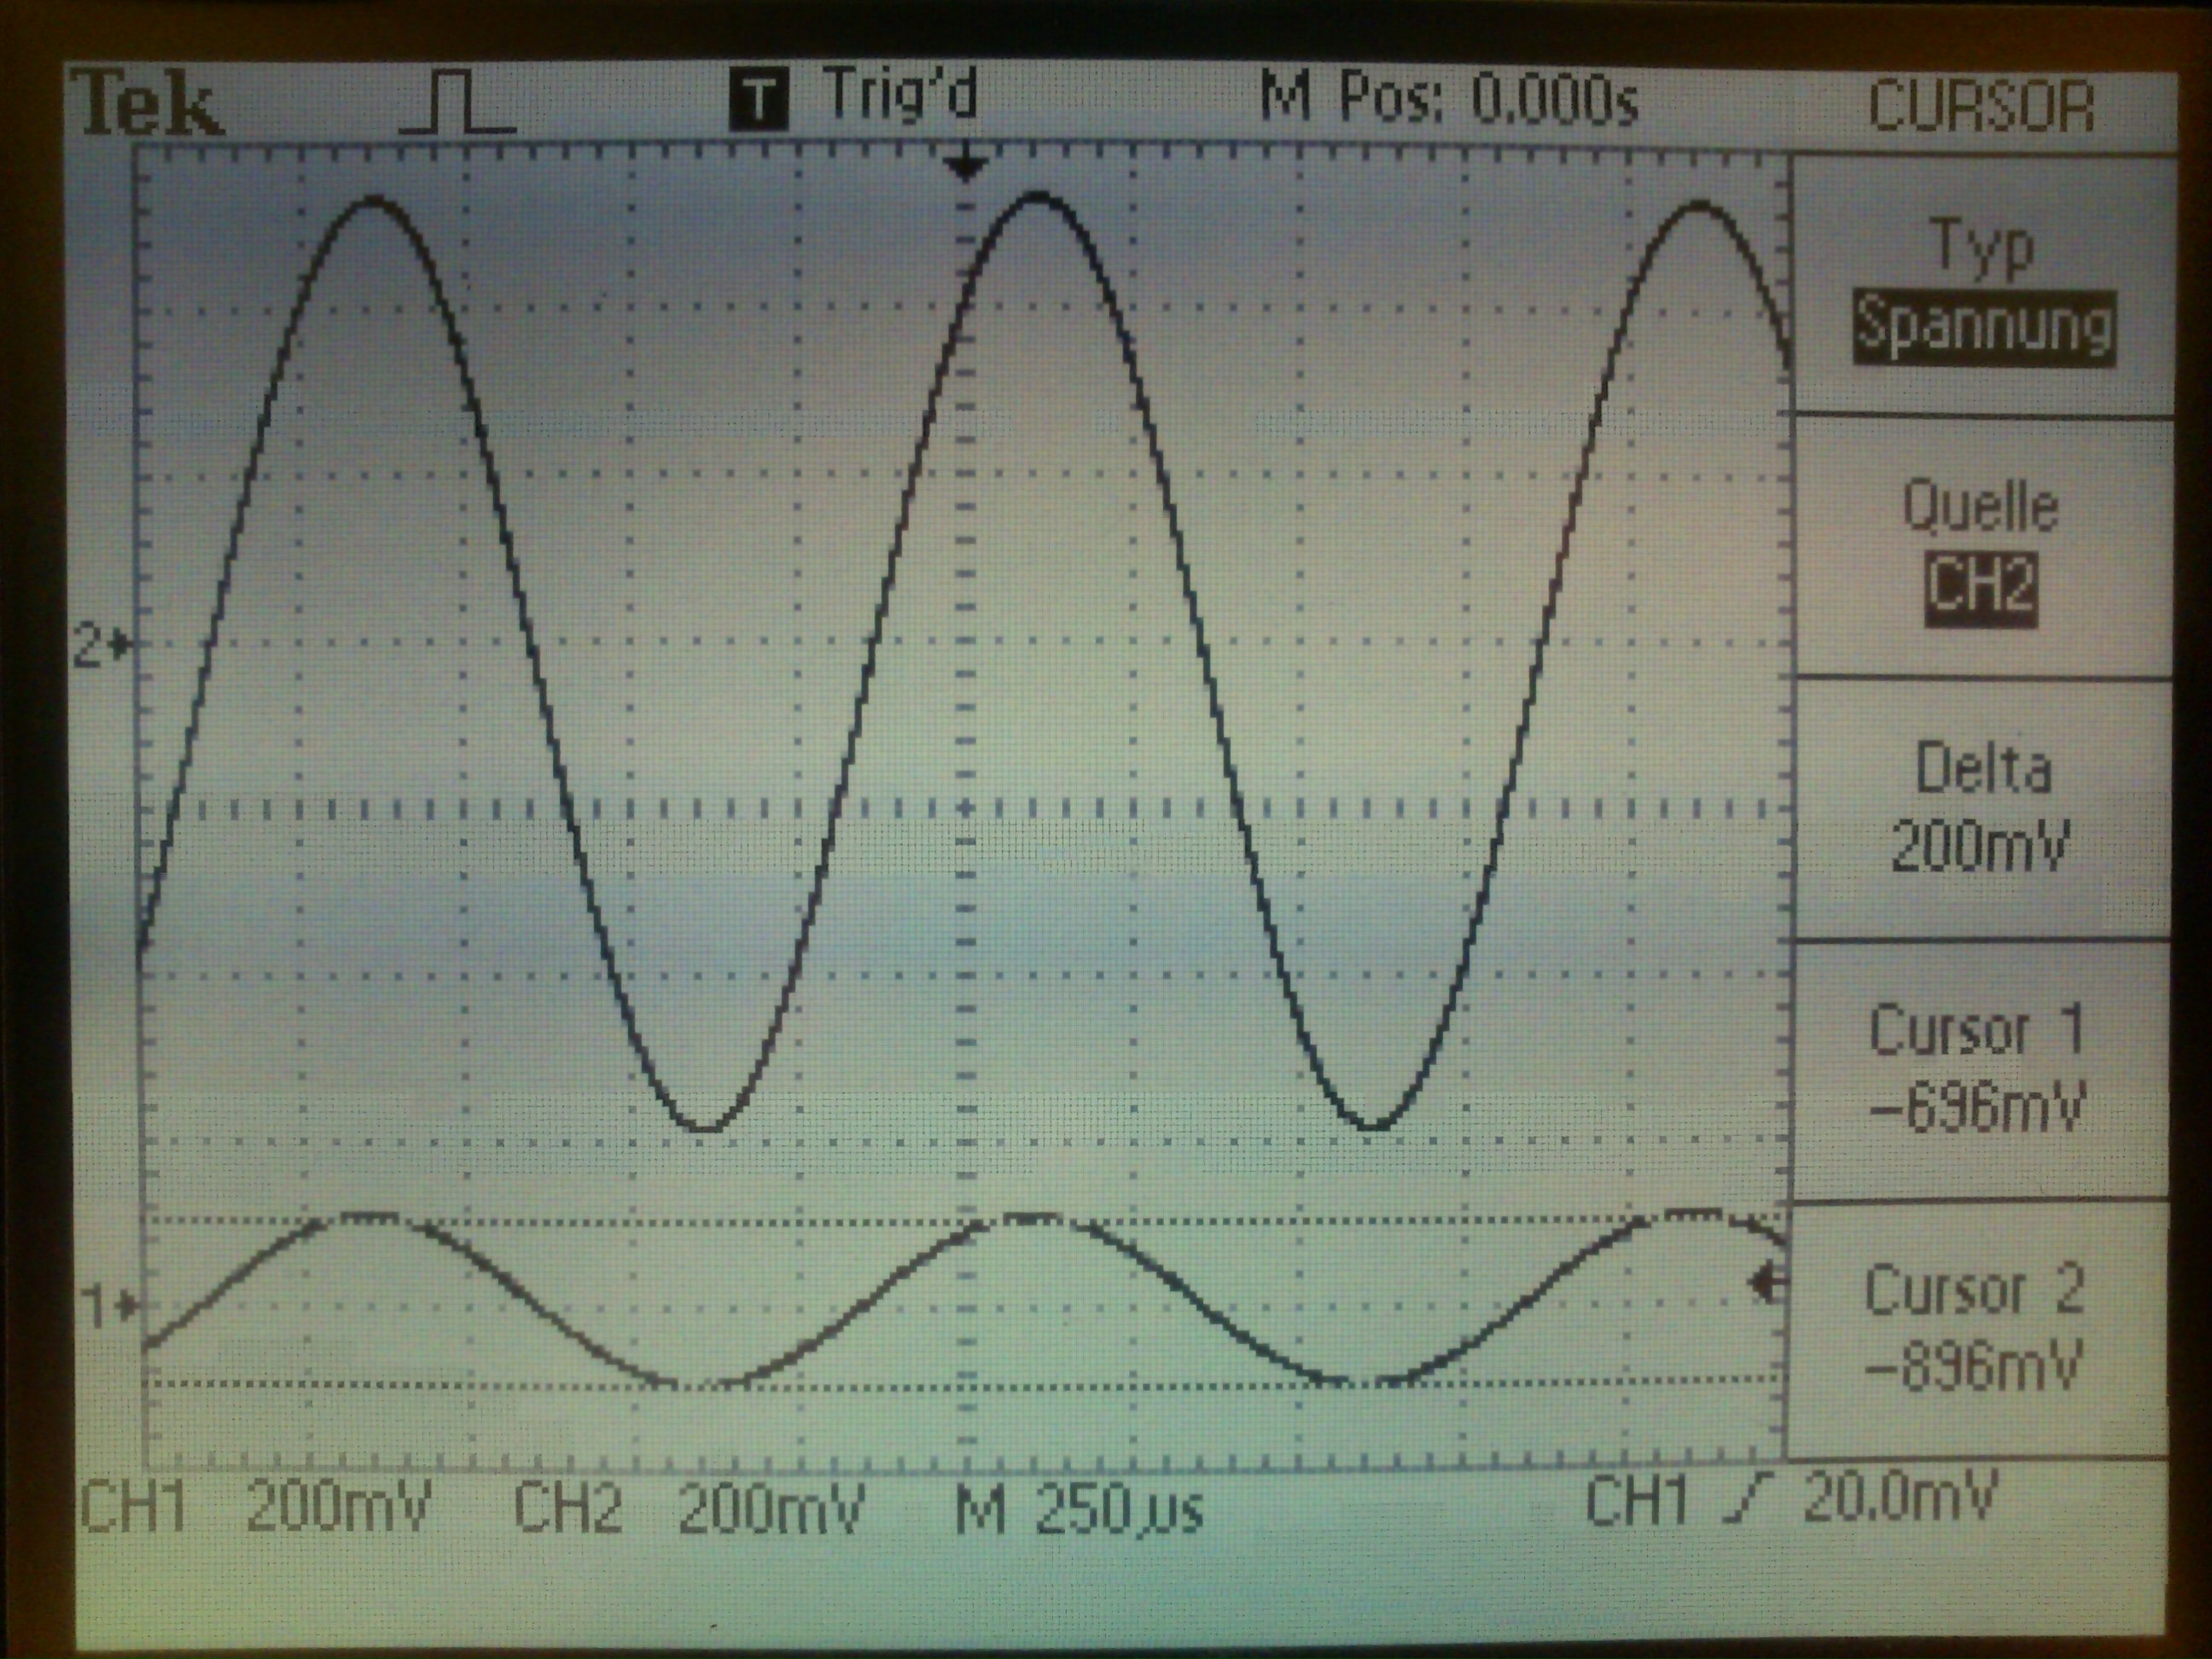 Tek T Trig'd M Pos: 0.000s CURSOR
Typ
Spannung
Quelle
CH2
2
Delta
200mV
Cursor 1
-696mV
1
Cursor 2
-896mV
CH1 200mV CH2 200mV M 250µs CH1 20.0mV